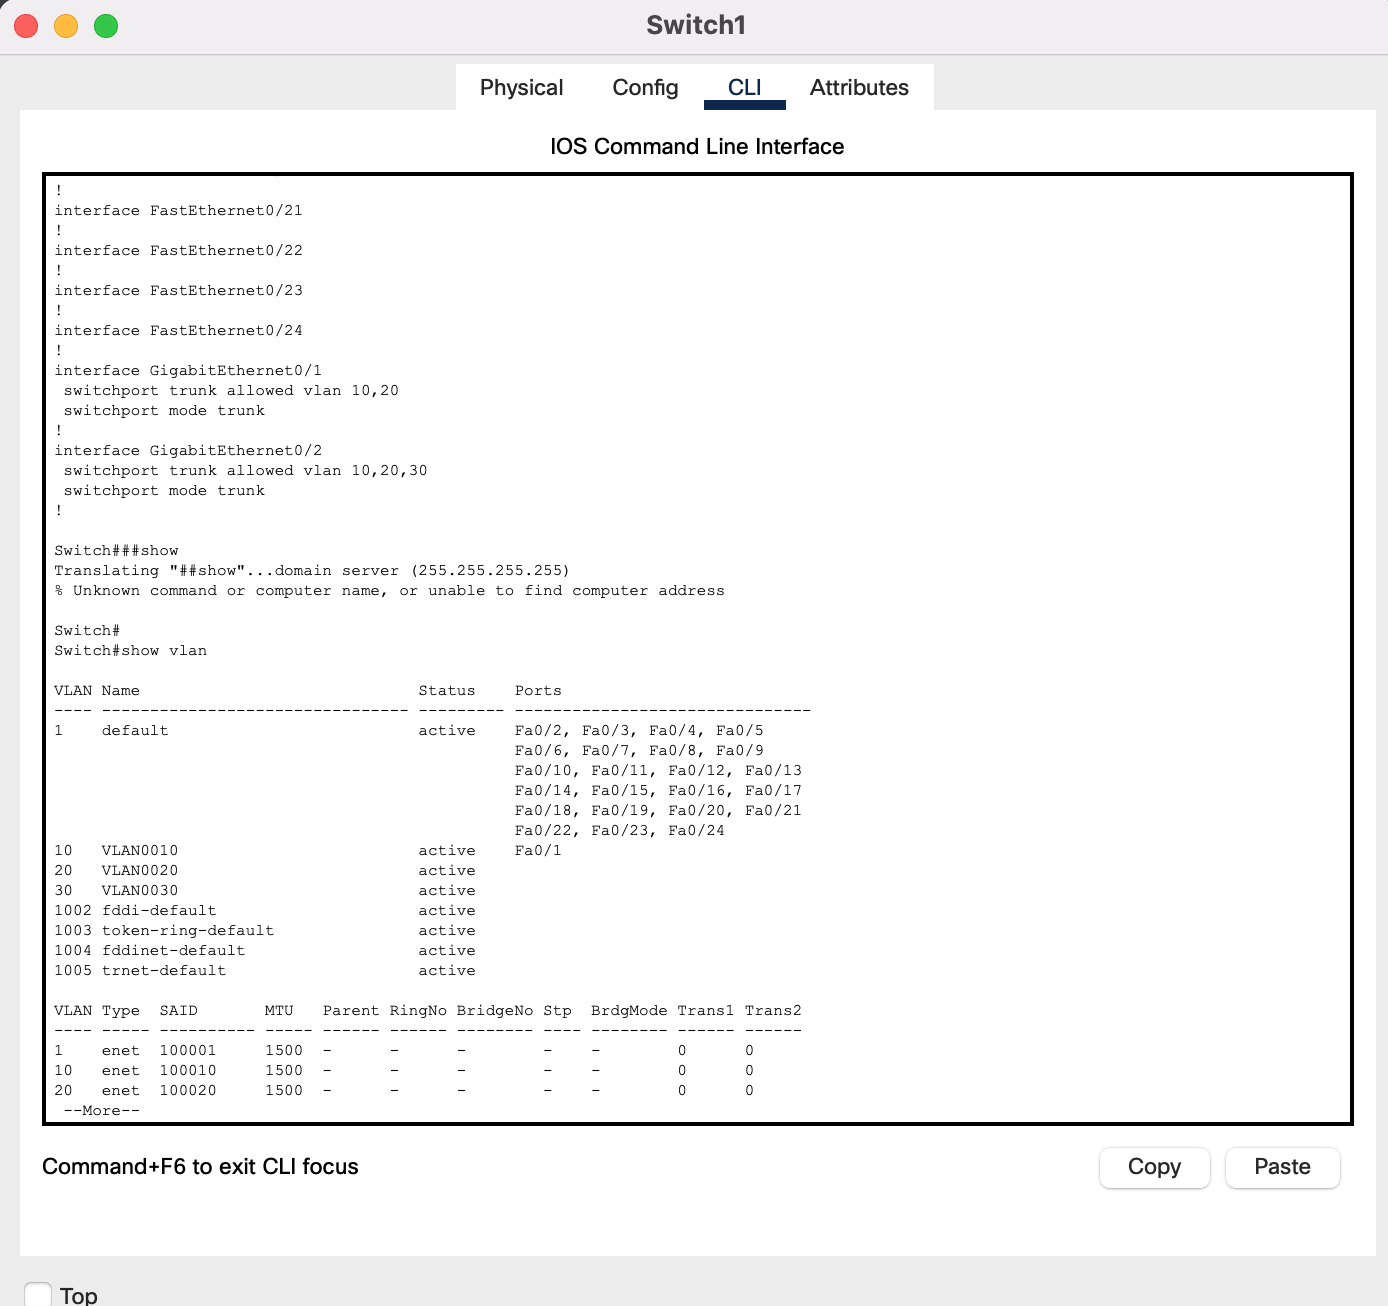 Switch1
Physical Config CLI Attributes
IOS Command Line Interface
!
interface FastEthernet0/21
!
interface FastEthernet0/22
!
interface FastEthernet0/23
!
interface FastEthernet0/24
!
interface GigabitEthernet0/1
 switchport trunk allowed vlan 10,20
 switchport mode trunk
!
interface GigabitEthernet0/2
 switchport trunk allowed vlan 10,20,30
 switchport mode trunk
!
Switch###show
Translating "##show"...domain server (255.255.255.255)
% Unknown command or computer name, or unable to find computer address
Switch#
Switch#show vlan
VLAN Name                             Status    Ports
---- -------------------------------- --------- -------------------------------
1    default                          active    Fa0/2, Fa0/3, Fa0/4, Fa0/5
                                                Fa0/6, Fa0/7, Fa0/8, Fa0/9
                                                Fa0/10, Fa0/11, Fa0/12, Fa0/13
                                                Fa0/14, Fa0/15, Fa0/16, Fa0/17
                                                Fa0/18, Fa0/19, Fa0/20, Fa0/21
                                                Fa0/22, Fa0/23, Fa0/24
10   VLAN0010                         active    Fa0/1
20   VLAN0020                         active
30   VLAN0030                         active
1002 fddi-default                     active
1003 token-ring-default               active
1004 fddinet-default                  active
1005 trnet-default                    active
VLAN Type  SAID       MTU   Parent RingNo BridgeNo Stp  BrdgMode Trans1 Trans2
---- ----- ---------- ----- ------ ------ -------- ---- -------- ------ ------
1    enet  100001     1500  -      -      -        -    -        0      0
10   enet  100010     1500  -      -      -        -    -        0      0
20   enet  100020     1500  -      -      -        -    -        0      0
 --More--
Command+F6 to exit CLI focus
Copy Paste
Top